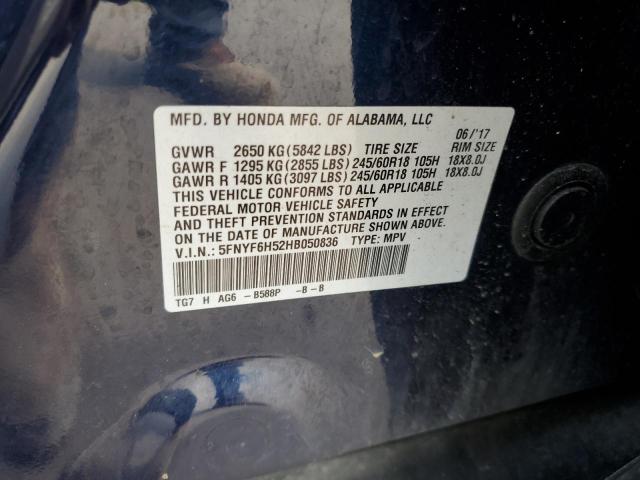 MFD. BY HONDA MFG. OF ALABAMA, LLC
06/'17
GVWR 2650 KG (5842 LBS) TIRE SIZE RIM SIZE
GAWR F 1295 KG (2855 LBS) 245/60R18 105H 18X8.0J
GAWR R 1405 KG (3097 LBS) 245/60R18 105H 18X8.0J
THIS VEHICLE CONFORMS TO ALL APPLICABLE
FEDERAL MOTOR VEHICLE SAFETY
AND THEFT PREVENTION STANDARDS IN EFFECT
ON THE DATE OF MANUFACTURE SHOWN ABOVE.
V.I.N.: 5FNYF6H52HB050836 TYPE: MPV
TG7 H AG6 -B588P -B-B